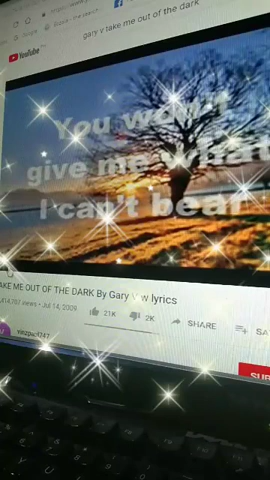 gary v take me out of the dark
YouTube
You won't
give me what
I can't bear
AKE ME OUT OF THE DARK By Gary v w lyrics
views • Jul 14, 2009
21K
2K
SHARE
SA